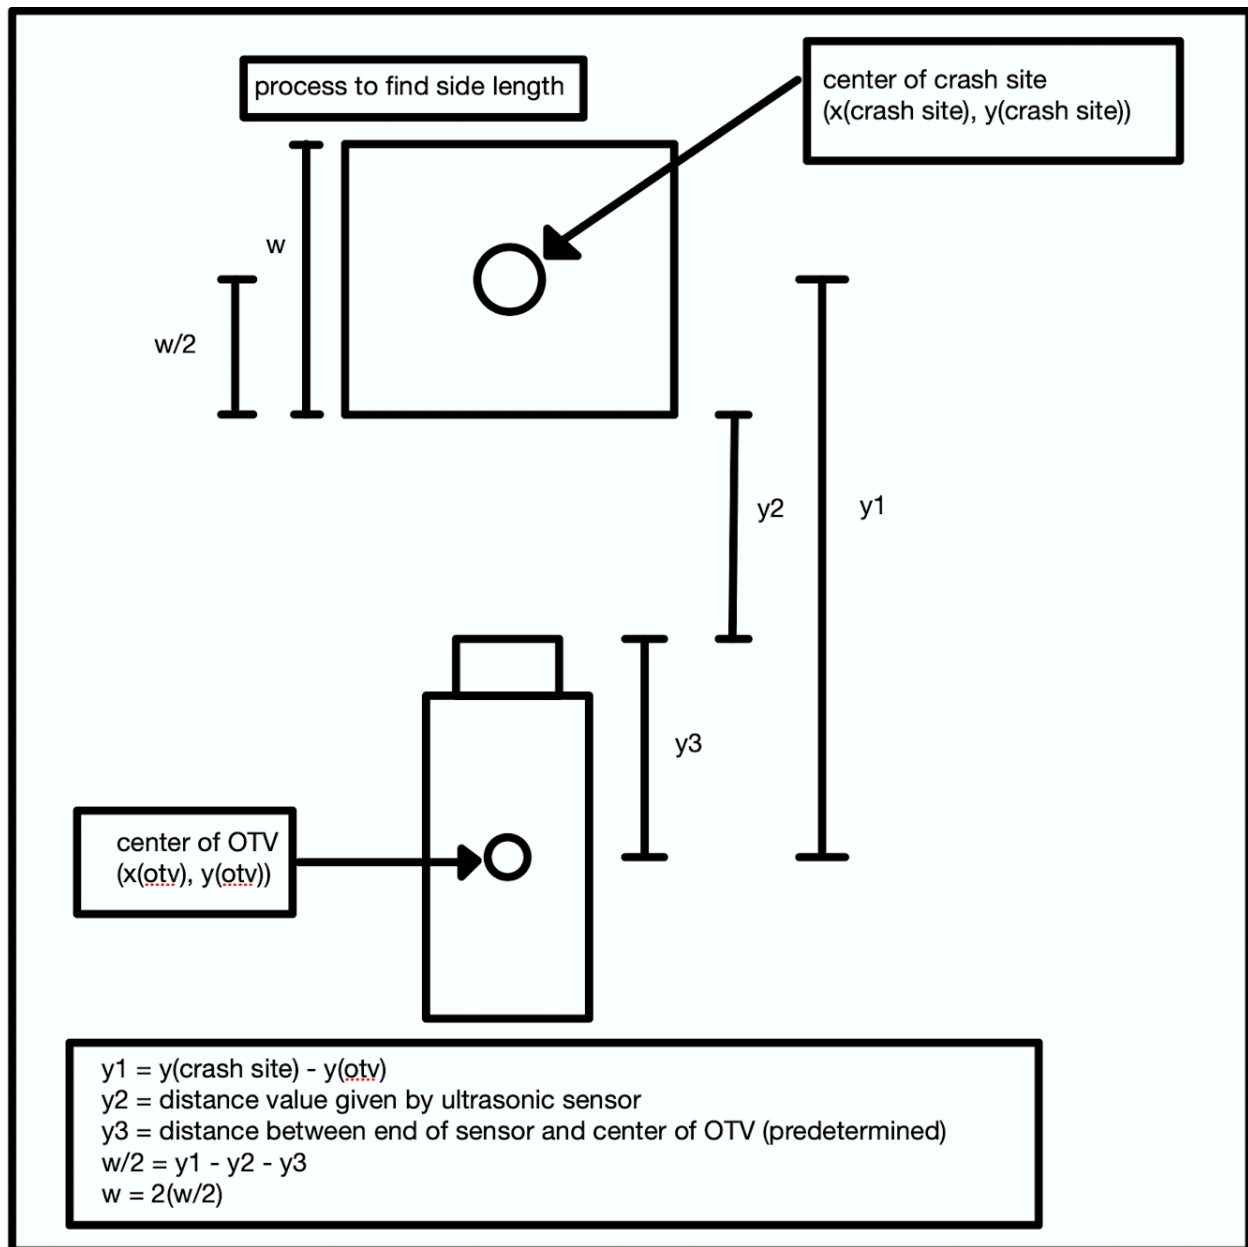 process to find side length
center of crash site
(x(crash site), y(crash site))
w
w/2
y2
y1
y3
center of OTV
(x(otv), y(otv))
y1 = y(crash site) - y(otv)
y2 = distance value given by ultrasonic sensor
y3 = distance between end of sensor and center of OTV (predetermined)
w/2 = y1 - y2 - y3
w = 2(w/2)